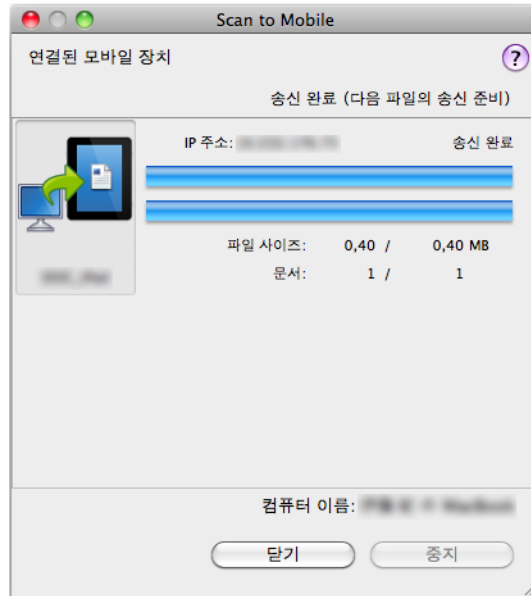 Scan to Mobile
연결된 모바일 장치
?
송신 완료 (다음 파일의 송신 준비)
IP 주소: 송신 완료
파일 사이즈: 0,40 / 0,40 MB
문서: 1 / 1
컴퓨터 이름:
닫기 중지